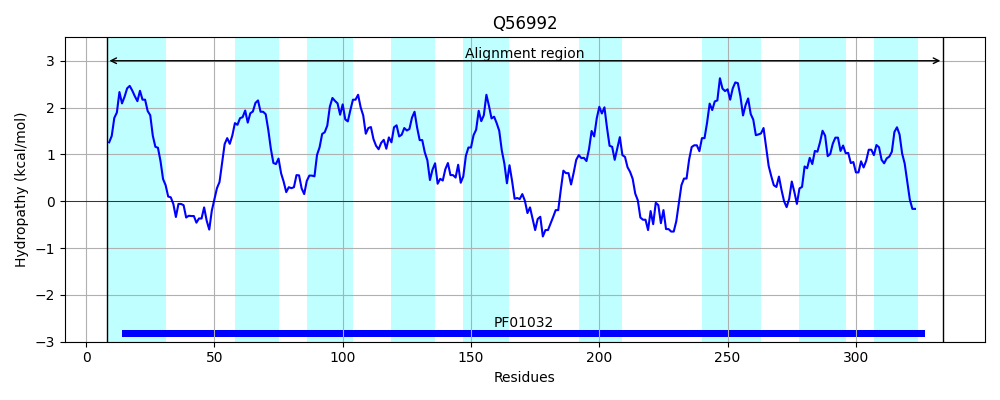 Q56992
Alignment region
3
2
1
0
−1
−2
−3
Hydropathy (kcal/mol)
PF01032
0 50 100 150 200 250 300
Residues